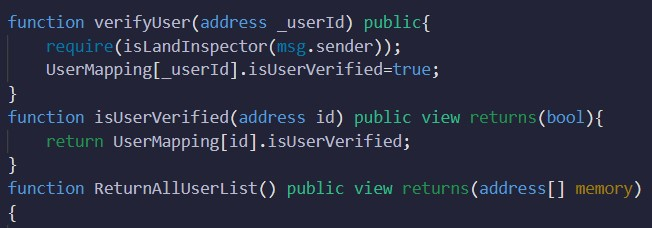 function verifyUser(address _userId) public{
    require(isLandInspector(msg.sender));
    UserMapping[_userId].isUserVerified=true;
}
function isUserVerified(address id) public view returns(bool){
    return UserMapping[id].isUserVerified;
}
function ReturnAllUserList() public view returns(address[] memory)
{